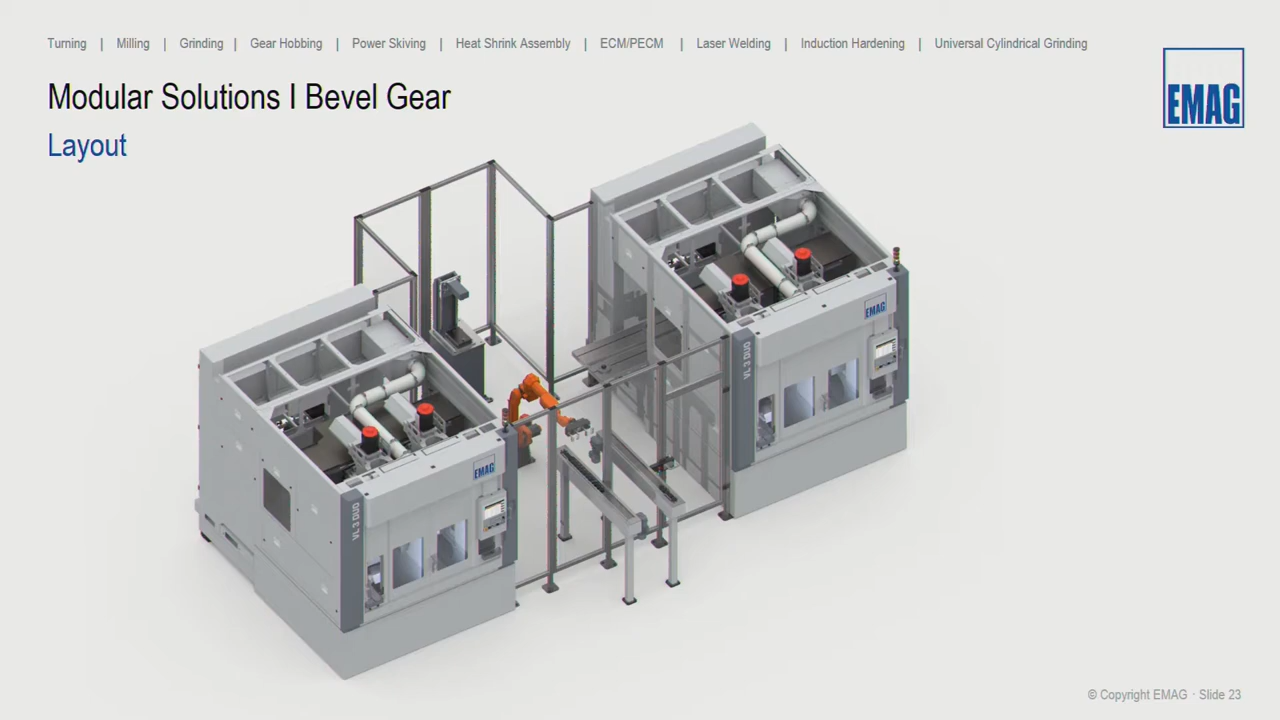 Turning | Milling | Grinding | Gear Hobbing | Power Skiving | Heat Shrink Assembly | ECM/PECM | Laser Welding | Induction Hardening | Universal Cylindrical Grinding
EMAG
Modular Solutions I Bevel Gear
Layout
EMAG
VL 3 DUO
EMAG
VL 3 DUO
© Copyright EMAG · Slide 23